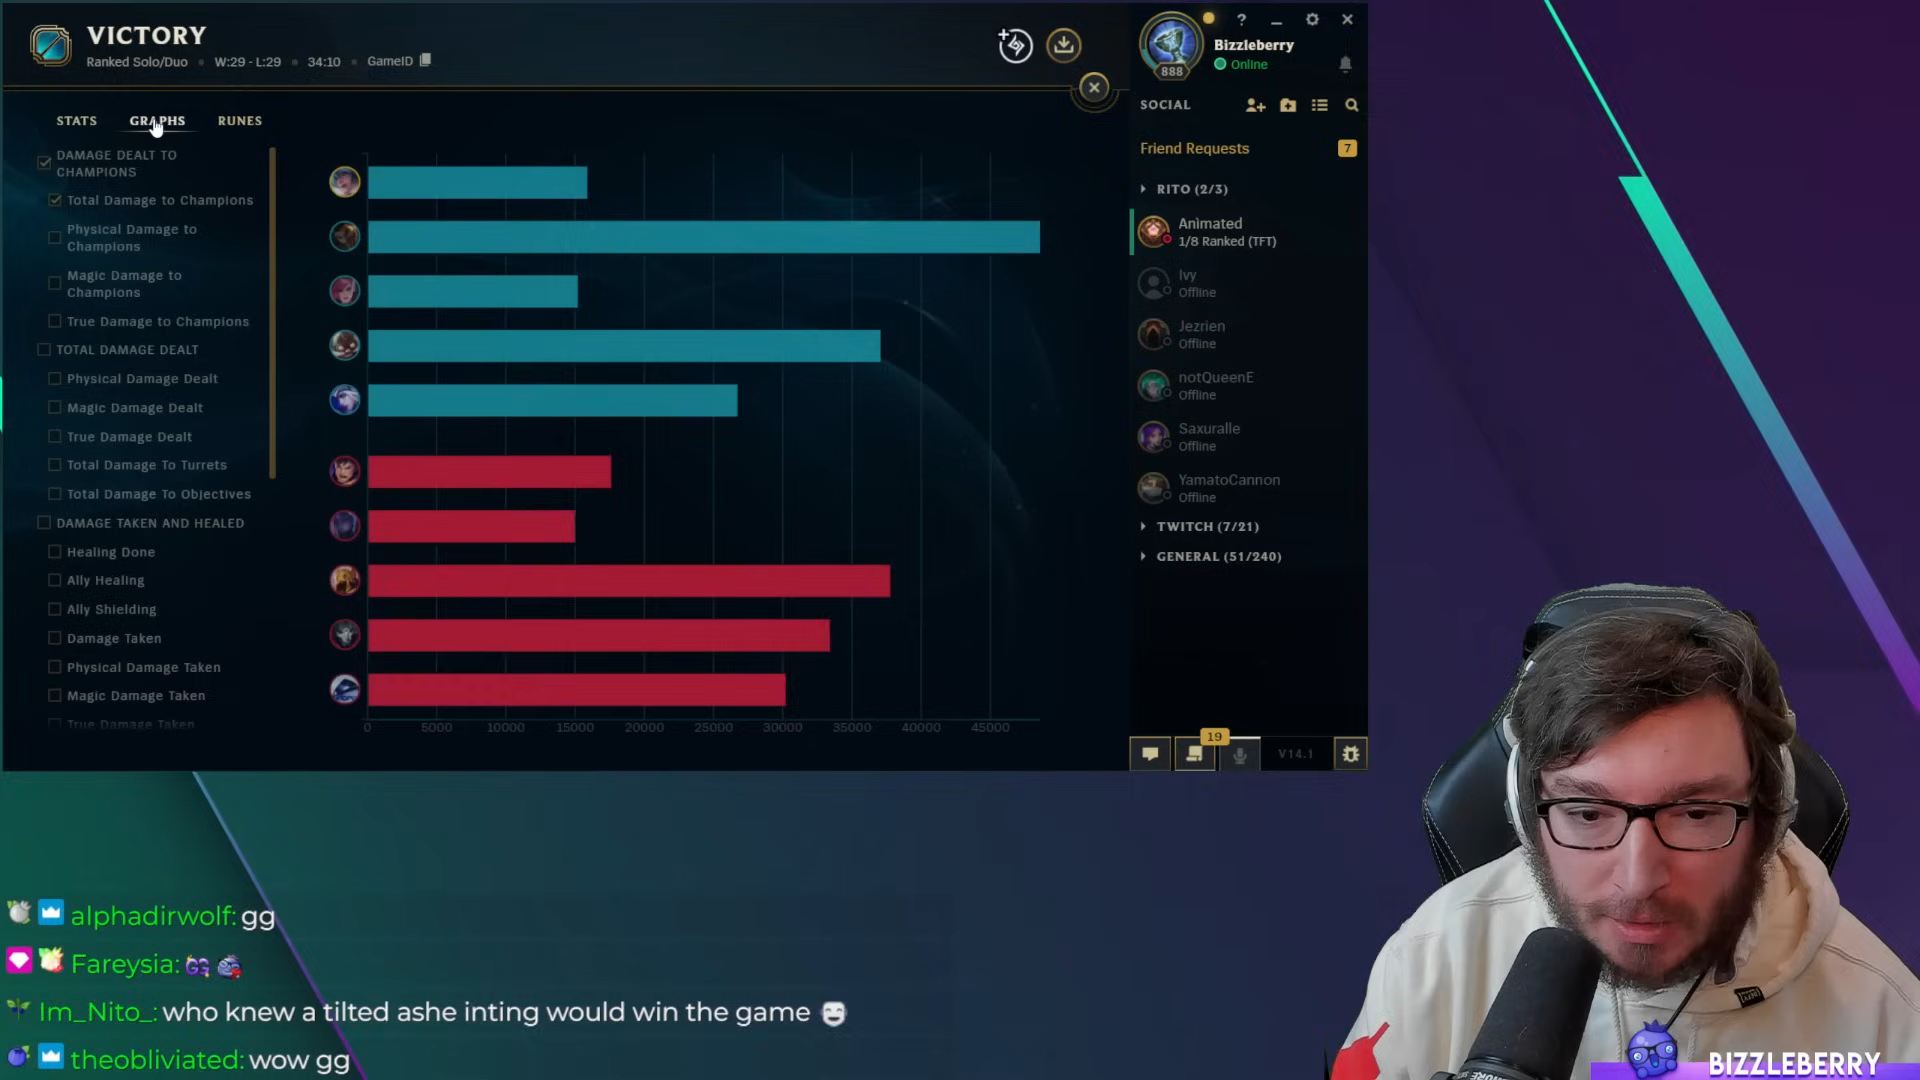 VICTORY
Ranked Solo/Duo • W:29 - L:29 • 34:10 • GameID
STATS GRAPHS RUNES
DAMAGE DEALT TO
CHAMPIONS
Total Damage to Champions
Physical Damage to
Champions
Magic Damage to
Champions
True Damage to Champions
TOTAL DAMAGE DEALT
Physical Damage Dealt
Magic Damage Dealt
True Damage Dealt
Total Damage To Turrets
Total Damage To Objectives
DAMAGE TAKEN AND HEALED
Healing Done
Ally Healing
Ally Shielding
Damage Taken
Physical Damage Taken
Magic Damage Taken
True Damage Taken
0 5000 10000 15000 20000 25000 30000 35000 40000 45000
?
888
Bizzleberry
Online
SOCIAL
Friend Requests 7
RITO (2/3)
Anìmated
1/8 Ranked (TFT)
Ivy
Offline
Jezrien
Offline
notQueenE
Offline
Saxuralle
Offline
YamatoCannon
Offline
TWITCH (7/21)
GENERAL (51/240)
19
V14.1
alphadirwolf: gg
Fareysia: GG
Im_Nito_: who knew a tilted ashe inting would win the game
theobliviated: wow gg
BIZZLEBERRY